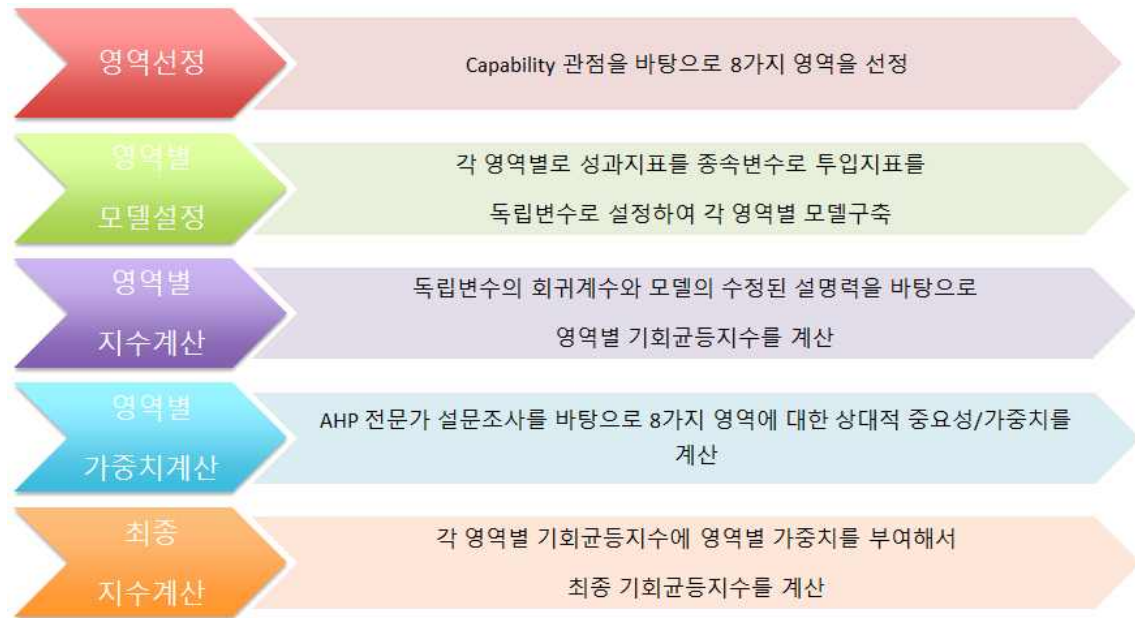 영역선정
Capability 관점을 바탕으로 8가지 영역을 선정
영역별
모델설정
각 영역별로 성과지표를 종속변수로 투입지표를
독립변수로 설정하여 각 영역별 모델구축
영역별
지수계산
독립변수의 회귀계수와 모델의 수정된 설명력을 바탕으로
영역별 기회균등지수를 계산
영역별
가중치계산
AHP 전문가 설문조사를 바탕으로 8가지 영역에 대한 상대적 중요성/가중치를
계산
최종
지수계산
각 영역별 기회균등지수에 영역별 가중치를 부여해서
최종 기회균등지수를 계산